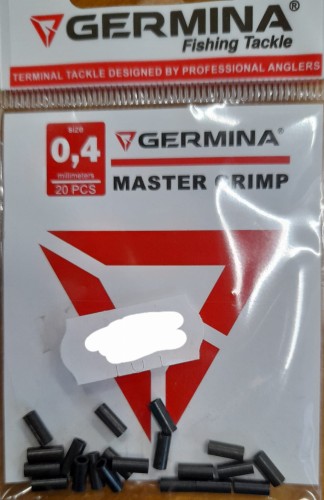 GERMINA®
Fishing Tackle
TERMINAL TACKLE DESIGNED BY PROFESSIONAL ANGLERS
size
0,4
millimeters
20 PCS
GERMINA®
MASTER CRIMP